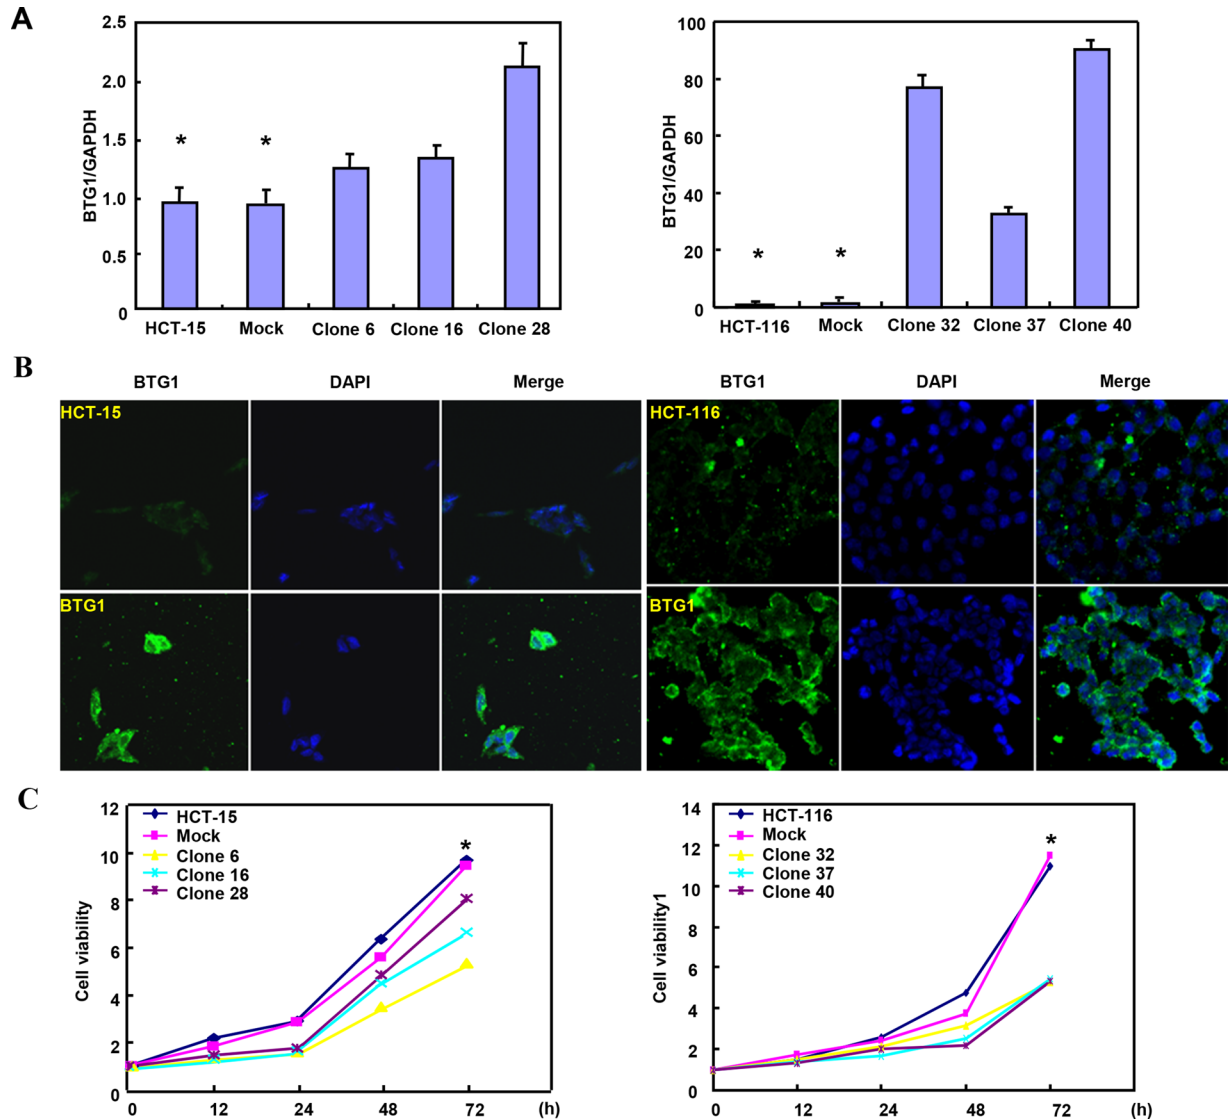 A
BTG1/GAPDH
2.5
2.0
1.5
1.0
0.5
0
* *
HCT-15 Mock Clone 6 Clone 16 Clone 28
BTG1/GAPDH
100
80
60
40
20
0
* *
HCT-116 Mock Clone 32 Clone 37 Clone 40
B
BTG1 DAPI Merge BTG1 DAPI Merge
HCT-15
HCT-116
BTG1
BTG1
C
Cell viability
12
10
8
6
4
2
0
HCT-15
Mock
Clone 6
Clone 16
Clone 28
*
0 12 24 48 72 (h)
Cell viability1
14
12
10
8
6
4
2
0
HCT-116
Mock
Clone 32
Clone 37
Clone 40
*
0 12 24 48 72 (h)